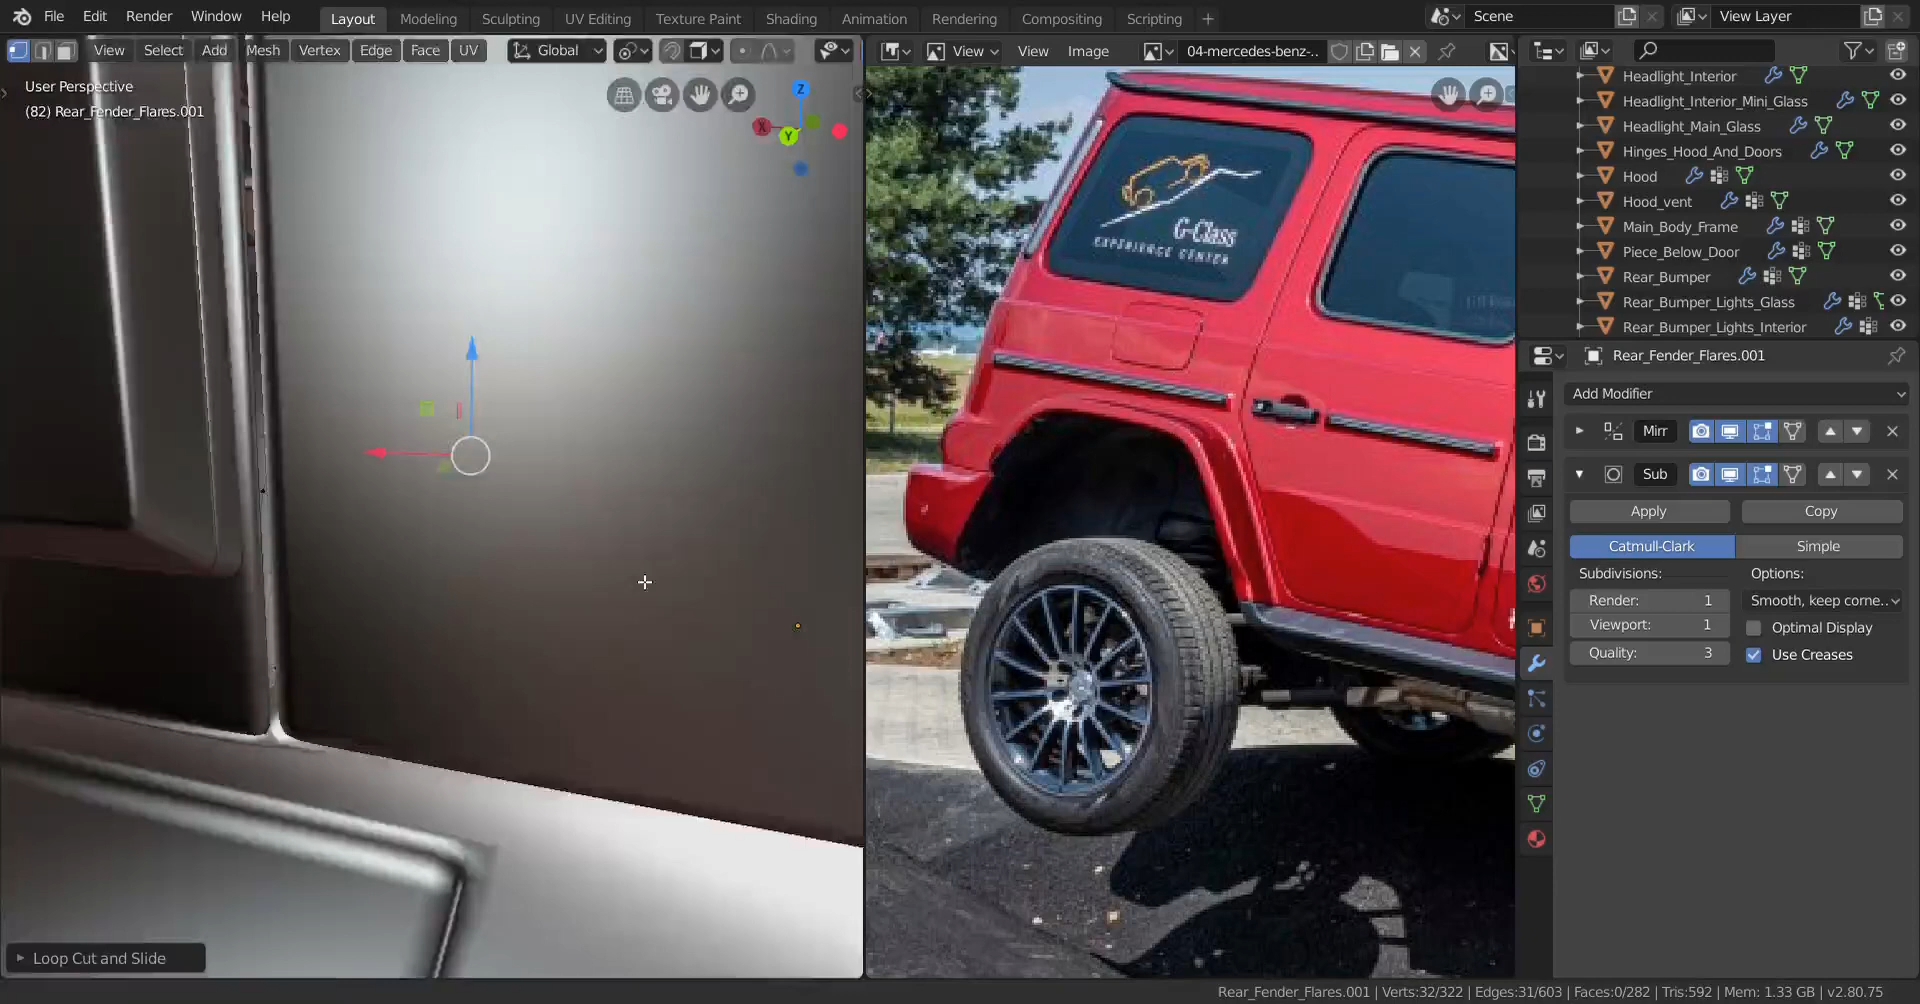 File Edit Render Window Help
Layout Modeling Sculpting UV Editing Texture Paint Shading Animation Rendering Compositing Scripting +
Scene View Layer
View Select Add Mesh Vertex Edge Face UV Global
View View Image 04-mercedes-benz-..
User Perspective
(82) Rear_Fender_Flares.001
Z
X
Y
G-Class
EXPERIENCE CENTER
Headlight_Interior
Headlight_Interior_Mini_Glass
Headlight_Main_Glass
Hinges_Hood_And_Doors
Hood
Hood_vent
Main_Body_Frame
Piece_Below_Door
Rear_Bumper
Rear_Bumper_Lights_Glass
Rear_Bumper_Lights_Interior
Rear_Fender_Flares.001
Add Modifier
Mirr
Sub
Apply Copy
Catmull-Clark Simple
Subdivisions: Options:
Render: 1 Smooth, keep corne..
Viewport: 1 Optimal Display
Quality: 3 Use Creases
Loop Cut and Slide
Rear_Fender_Flares.001 | Verts:32/322 | Edges:31/603 | Faces:0/282 | Tris:592 | Mem: 1.33 GB | v2.80.75